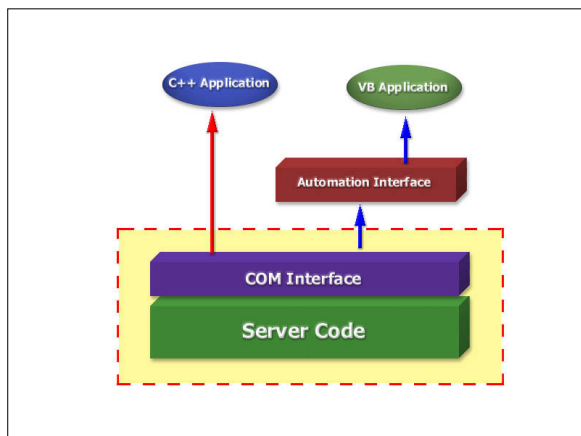 C++ Application
VB Application
Automation Interface
COM Interface
Server Code